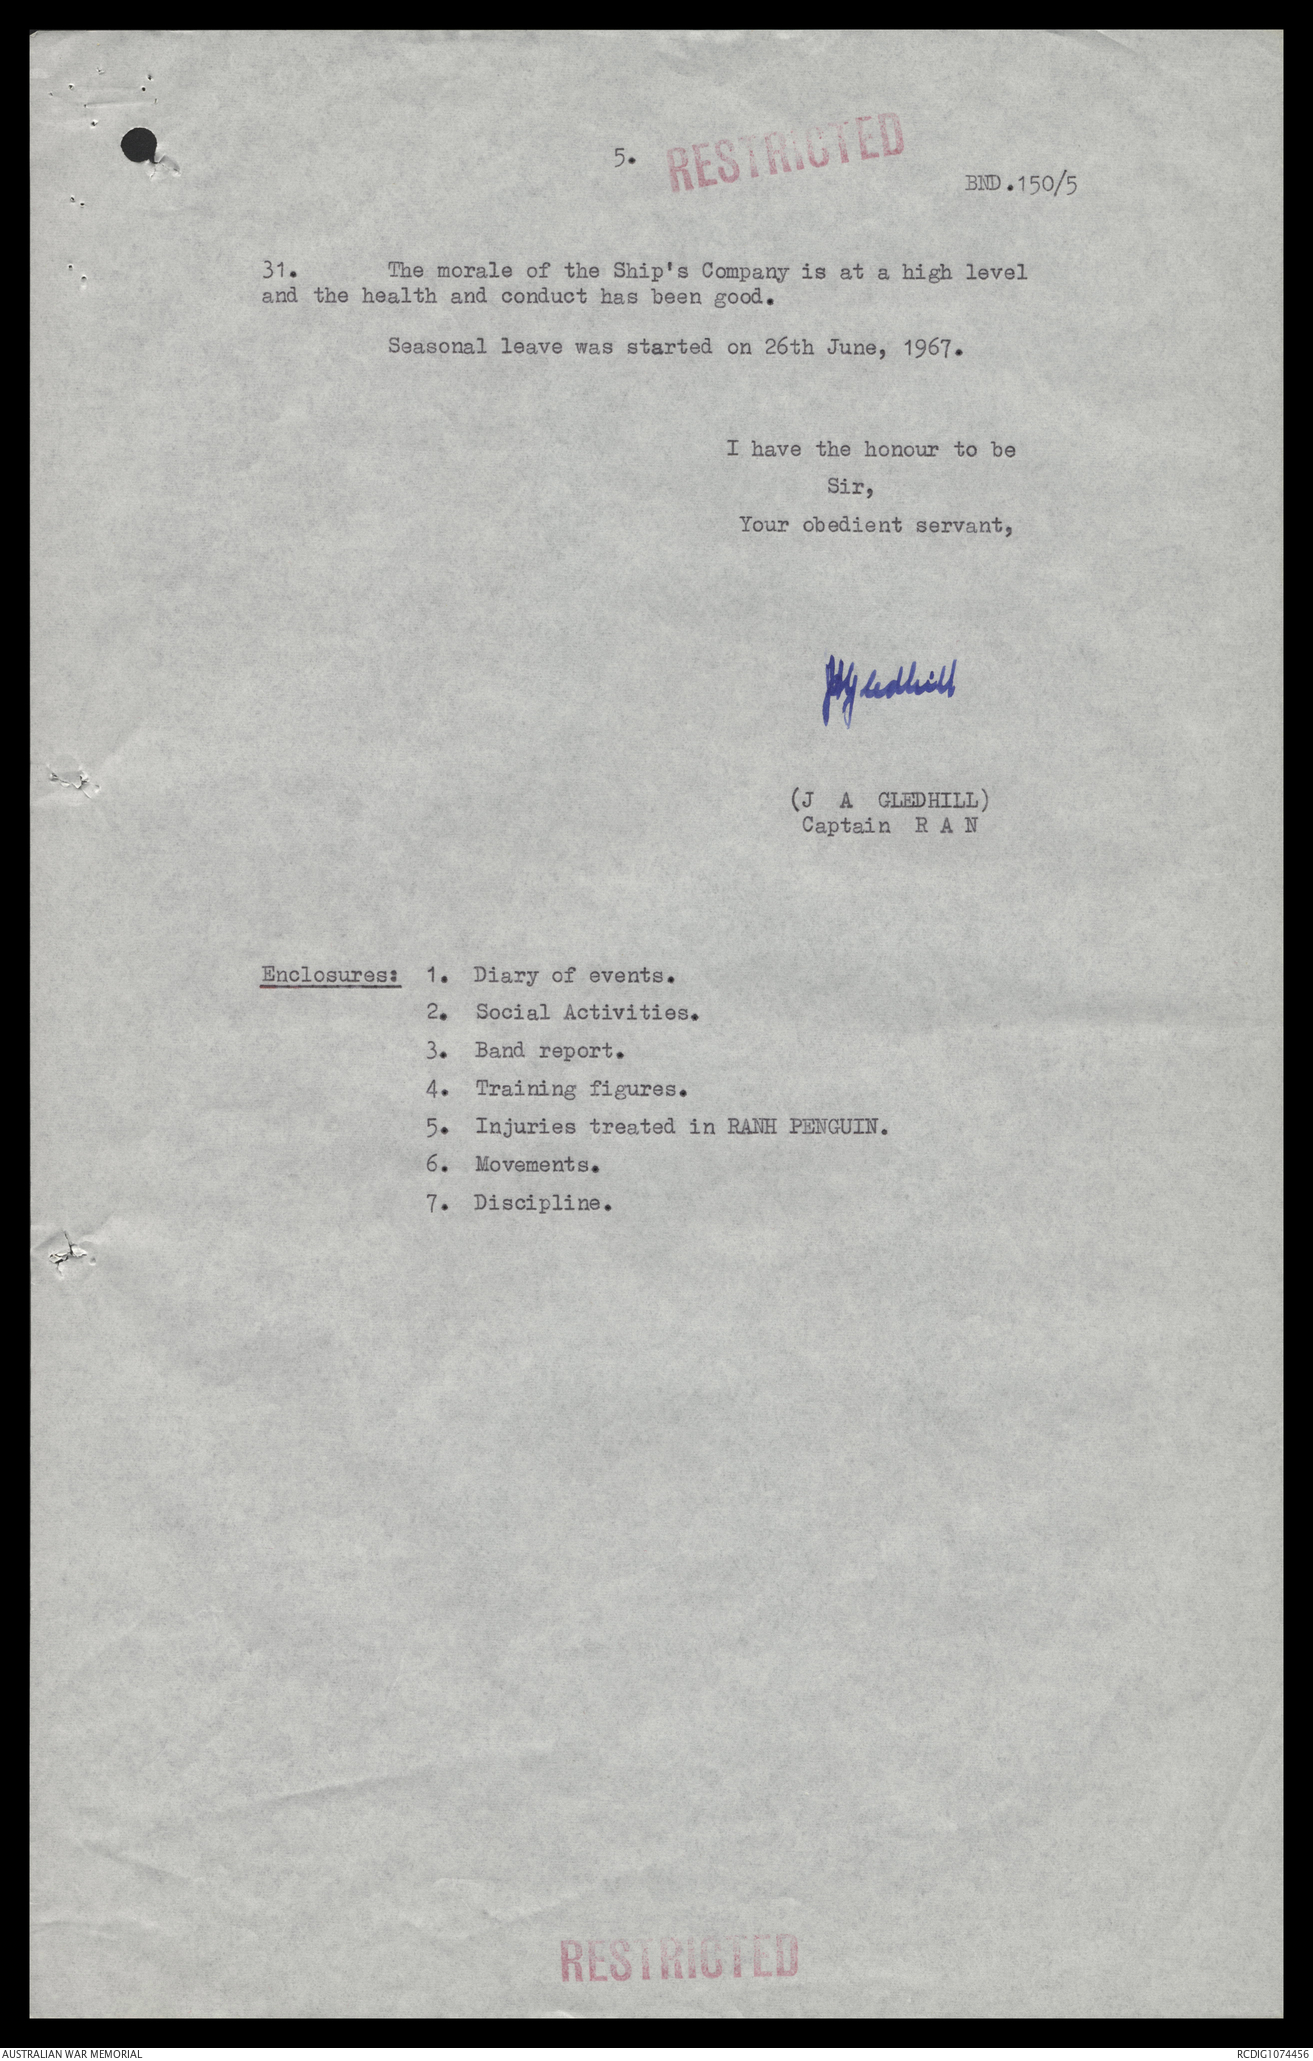 5.
RESTRICTED
BND.150/5
31. The morale of the Ship's Company is at a high level
and the health and conduct has been good.
Seasonal leave was started on 26th June, 1967.
I have the honour to be
Sir,
Your obedient servant,
JAGledhill
(J A GLEDHILL)
Captain R A N
Enclosures: 1. Diary of events.
2. Social Activities.
3. Band report.
4. Training figures.
5. Injuries treated in RANH PENGUIN.
6. Movements.
7. Discipline.
RESTRICTED
AUSTRALIAN WAR MEMORIAL
RCDIG1074456